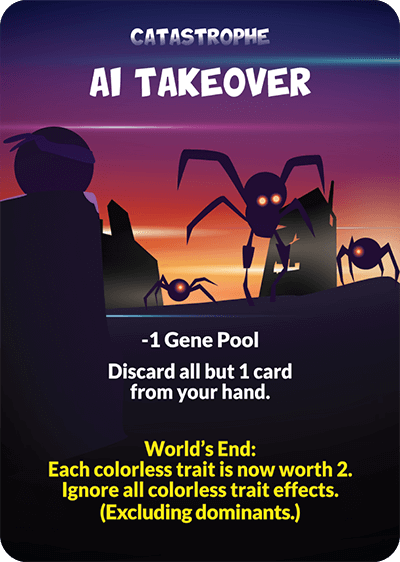 CATASTROPHE
AI TAKEOVER
-1 Gene Pool
Discard all but 1 card
from your hand.
World's End:
Each colorless trait is now worth 2.
Ignore all colorless trait effects.
(Excluding dominants.)